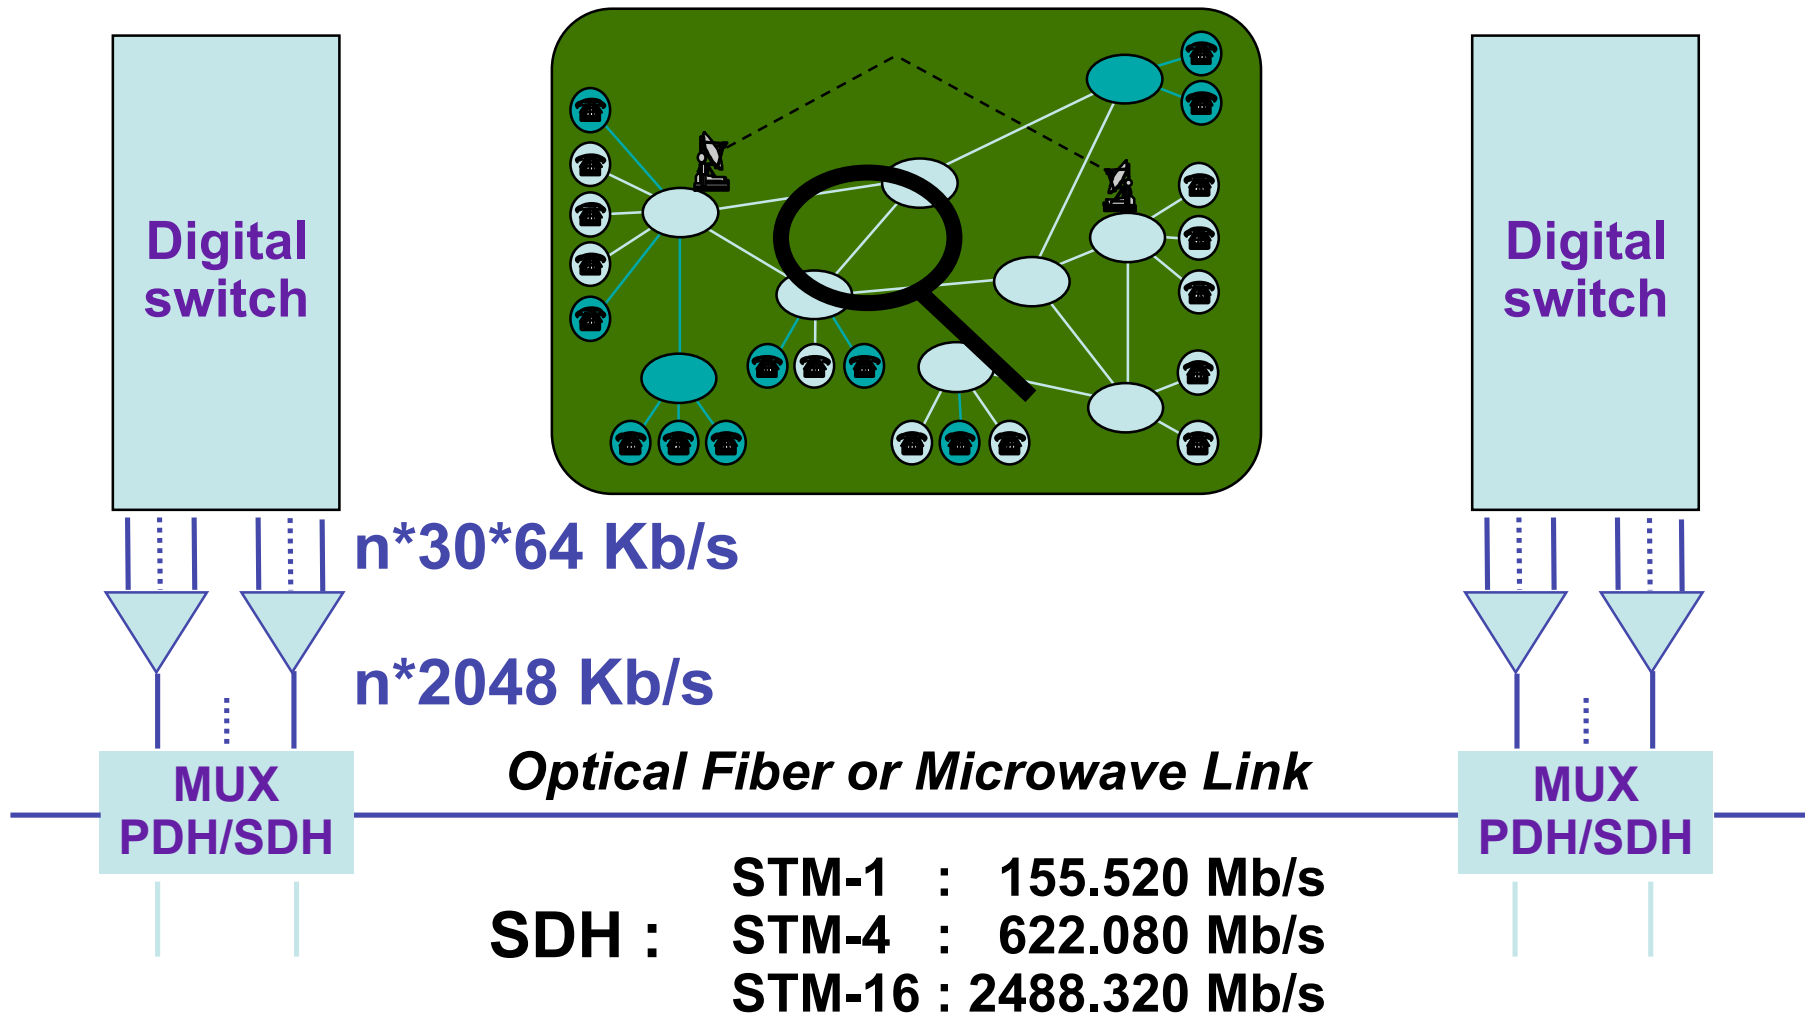 Digital
switch
Digital
switch
n*30*64 Kb/s
n*2048 Kb/s
Optical Fiber or Microwave Link
MUX
PDH/SDH
MUX
PDH/SDH
SDH :
STM-1 : 155.520 Mb/s
STM-4 : 622.080 Mb/s
STM-16 : 2488.320 Mb/s